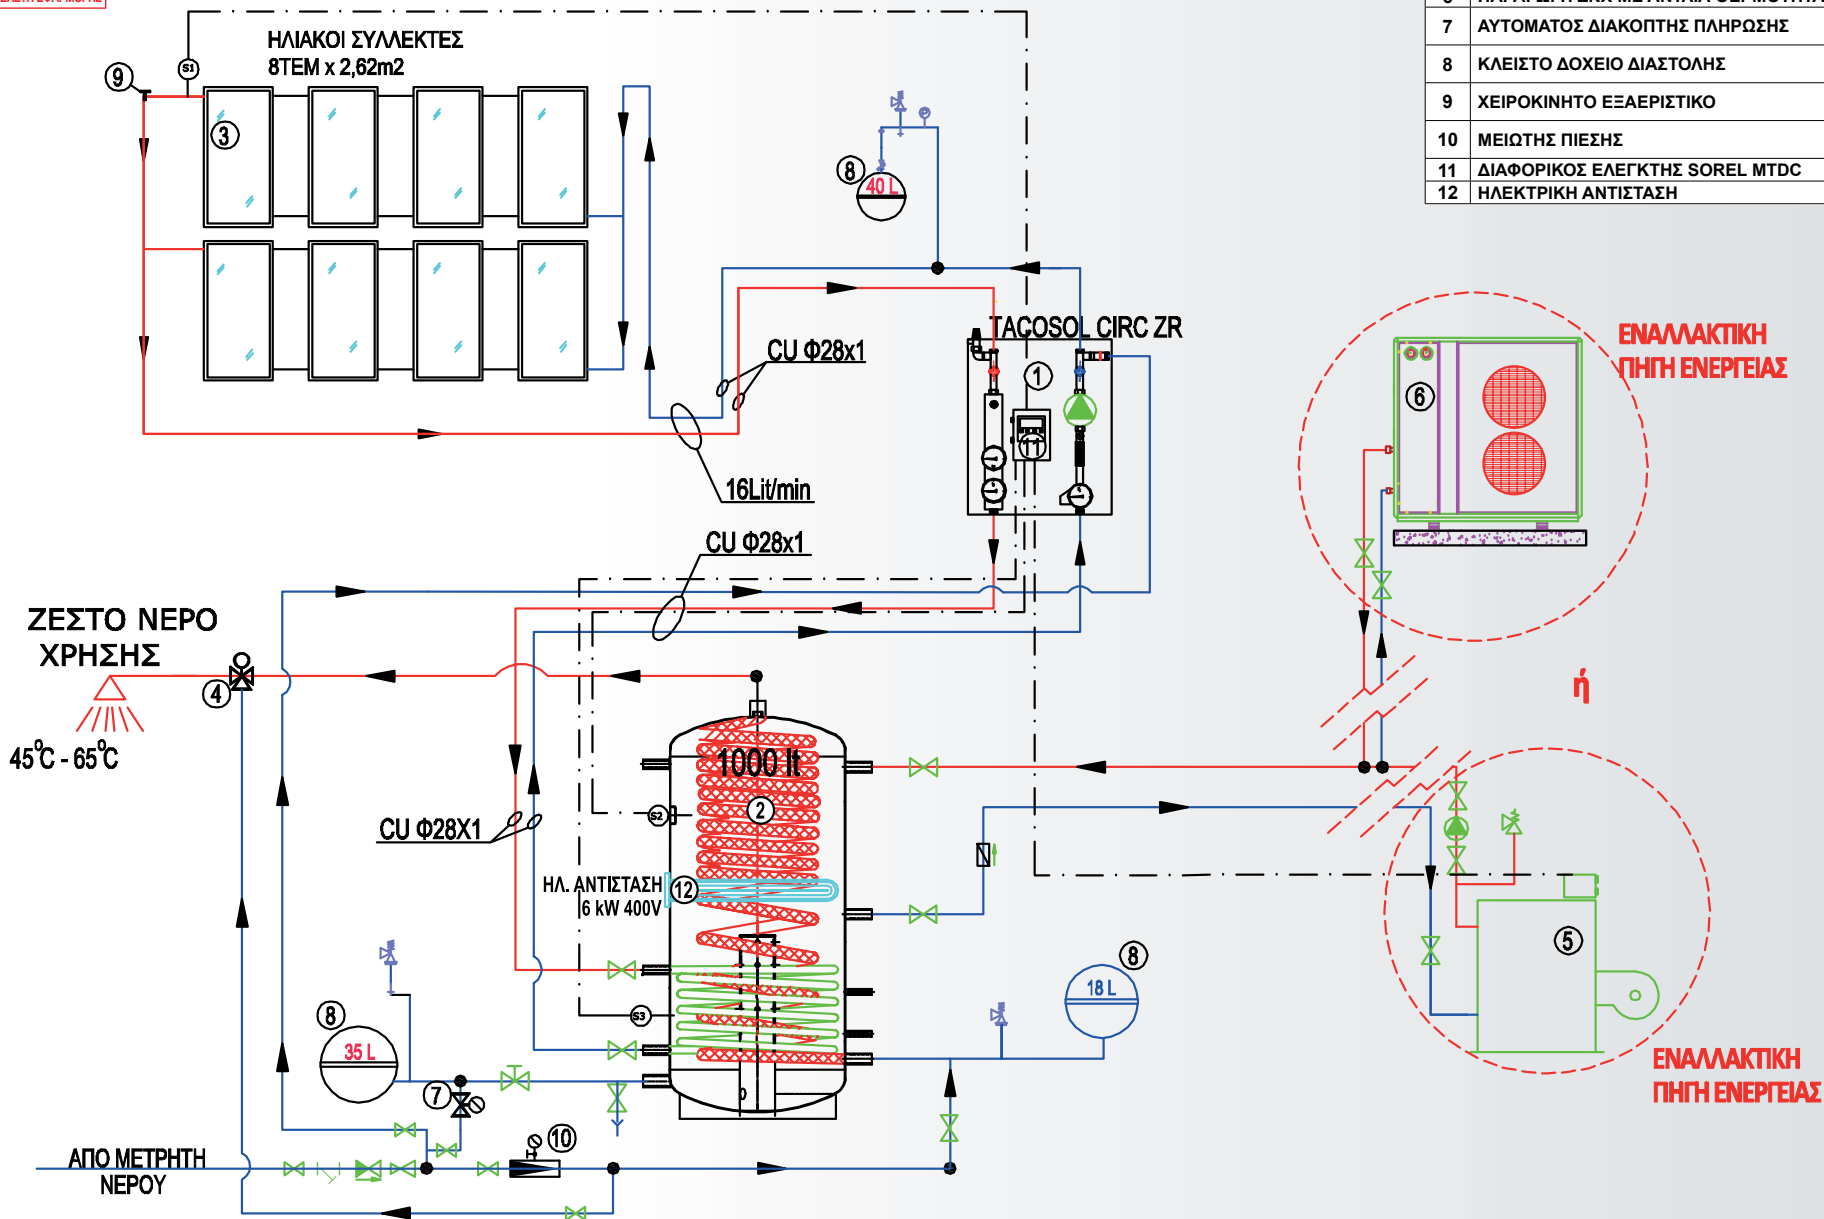 ΗΛΙΑΚΟΙ ΣΥΛΛΕΚΤΕΣ
8ΤΕΜ x 2,62m2
S1
9
3
8
40 L
7 ΑΥΤΟΜΑΤΟΣ ΔΙΑΚΟΠΤΗΣ ΠΛΗΡΩΣΗΣ
8 ΚΛΕΙΣΤΟ ΔΟΧΕΙΟ ΔΙΑΣΤΟΛΗΣ
9 ΧΕΙΡΟΚΙΝΗΤΟ ΕΞΑΕΡΙΣΤΙΚΟ
10 ΜΕΙΩΤΗΣ ΠΙΕΣΗΣ
11 ΔΙΑΦΟΡΙΚΟΣ ΕΛΕΓΚΤΗΣ SOREL MTDC
12 ΗΛΕΚΤΡΙΚΗ ΑΝΤΙΣΤΑΣΗ
TACOSOL CIRC ZR
CU Φ28x1
1
11
16Lit/min
CU Φ28x1
ΕΝΑΛΛΑΚΤΙΚΗ
ΠΗΓΗ ΕΝΕΡΓΕΙΑΣ
6
ή
ΖΕΣΤΟ ΝΕΡΟ
ΧΡΗΣΗΣ
4
45°C - 65°C
1000 lt
2
S2
CU Φ28X1
ΗΛ. ΑΝΤΙΣΤΑΣΗ
6 kW 400V
12
S3
8
35 L
7
10
8
18 L
5
ΕΝΑΛΛΑΚΤΙΚΗ
ΠΗΓΗ ΕΝΕΡΓΕΙΑΣ
ΑΠΟ ΜΕΤΡΗΤΗ
ΝΕΡΟΥ